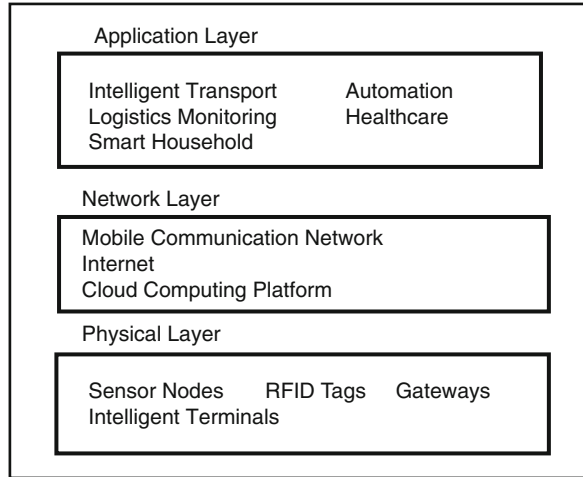 Application Layer
Intelligent Transport Automation
Logistics Monitoring Healthcare
Smart Household
Network Layer
Mobile Communication Network
Internet
Cloud Computing Platform
Physical Layer
Sensor Nodes RFID Tags Gateways
Intelligent Terminals